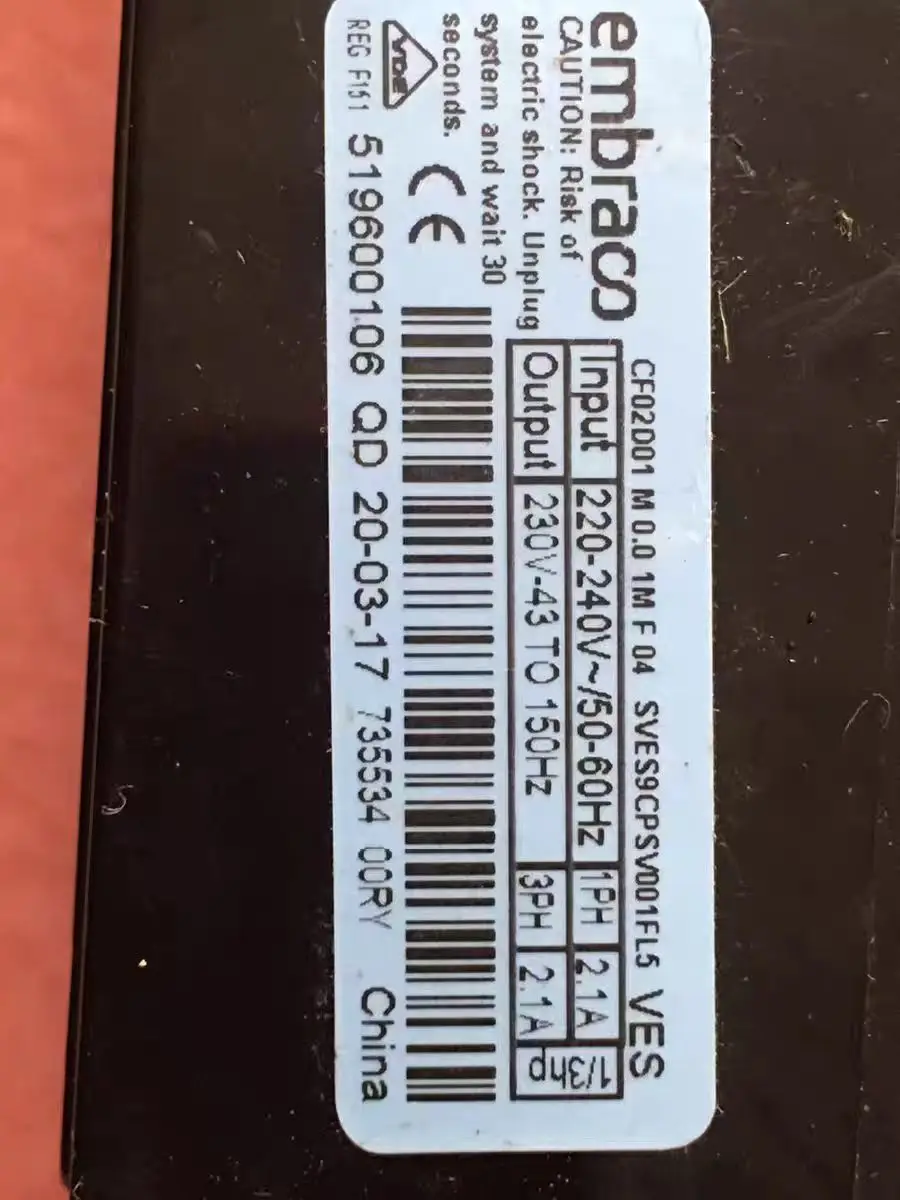 embraco
CF02D01 M 0.0 1M F 04 SVES9CPSV001FL5 VES
CAUTION: Risk of
electric shock. Unplug
system and wait 30
seconds.
Input 220-240V~/50-60Hz 1PH 2.1A
Output 230V-43 TO 150Hz 3PH 2.1A
1/3hp
VDE
REG F151
CE
519600106 QD 20-03-17 735534 00RY China